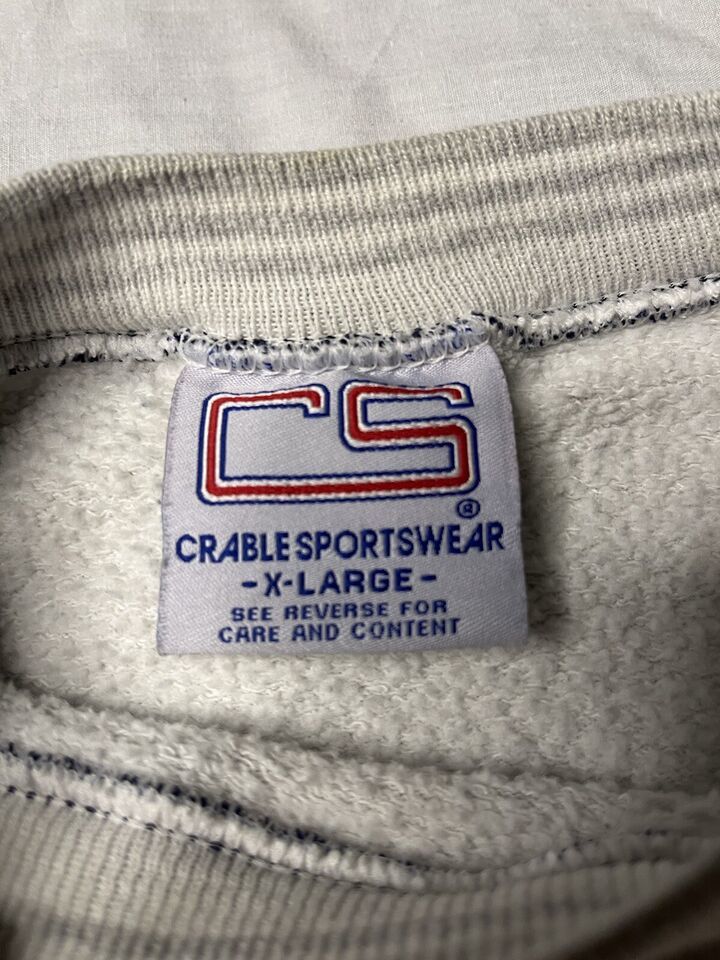 CS®
CRABLE SPORTSWEAR
-X-LARGE-
SEE REVERSE FOR
CARE AND CONTENT